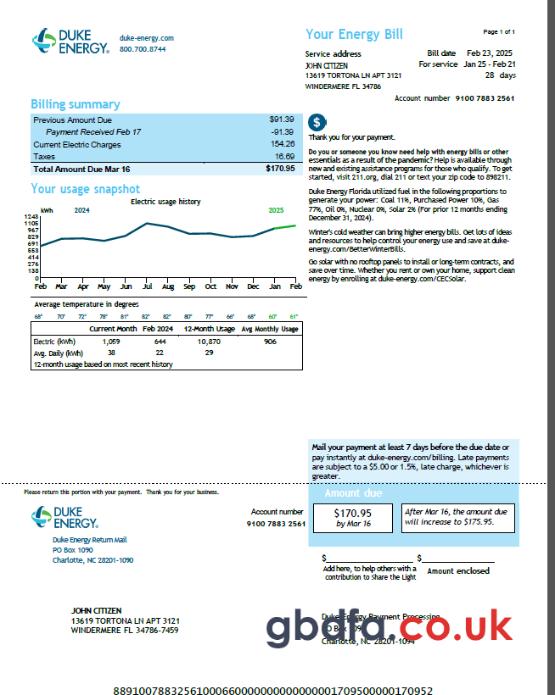 DUKE ENERGY®
duke-energy.com
800.700.8744
Your Energy Bill
Page 1 of 1
Service address
JOHN CITIZEN
13619 TORTONA LN APT 3121
WINDERMERE FL 34786
Bill date Feb 23, 2025
For service Jan 25 - Feb 21
28 days
Account number 9100 7883 2561
Billing summary
Previous Amount Due $91.39
Payment Received Feb 17 -91.39
Current Electric Charges 154.26
Taxes 16.69
Total Amount Due Mar 16 $170.95
$
Thank you for your payment.
Do you or someone you know need help with energy bills or other
essentials as a result of the pandemic? Help is available through
new and existing assistance programs for those who qualify. To get
started, visit 211.org, dial 211 or text your zip code to 898211.
Duke Energy Florida utilized fuel in the following proportions to
generate your power: Coal 11%, Purchased Power 10%, Gas
77%, Oil 0%, Nuclear 0%, Solar 2% (For prior 12 months ending
December 31, 2024).
Winter's cold weather can bring higher energy bills. Get lots of ideas
and resources to help control your energy use and save at duke-
energy.com/BetterWinterBills.
Go solar with no rooftop panels to install or long-term contracts, and
save over time. Whether you rent or own your home, support clean
energy by enrolling at duke-energy.com/CECSolar.
Your usage snapshot
Electric usage history
kWh 2024 2025
1243
1105
967
829
691
552
414
276
138
0
Feb Mar Apr May Jun Jul Aug Sep Oct Nov Dec Jan Feb
Average temperature in degrees
68° 70° 72° 78° 81° 82° 82° 80° 77° 66° 68° 60° 61°
Current Month Feb 2024 12-Month Usage Avg Monthly Usage
Electric (kWh) 1,059 644 10,870 906
Avg. Daily (kWh) 38 22 29
12-month usage based on most recent history
Mail your payment at least 7 days before the due date or
pay instantly at duke-energy.com/billing. Late payments
are subject to a $5.00 or 1.5%, late charge, whichever is
greater.
Please return this portion with your payment. Thank you for your business.
Amount due
DUKE ENERGY®
Duke Energy Return Mail
PO Box 1090
Charlotte, NC 28201-1090
Account number
9100 7883 2561
$170.95
by Mar 16
After Mar 16, the amount due
will increase to $175.95.
$ $
Add here, to help others with a
contribution to Share the Light
Amount enclosed
JOHN CITIZEN
13619 TORTONA LN APT 3121
WINDERMERE FL 34786-7459
Duke Energy Payment Processing
PO Box 1094
Charlotte, NC 28201-1094
gbdfa.co.uk